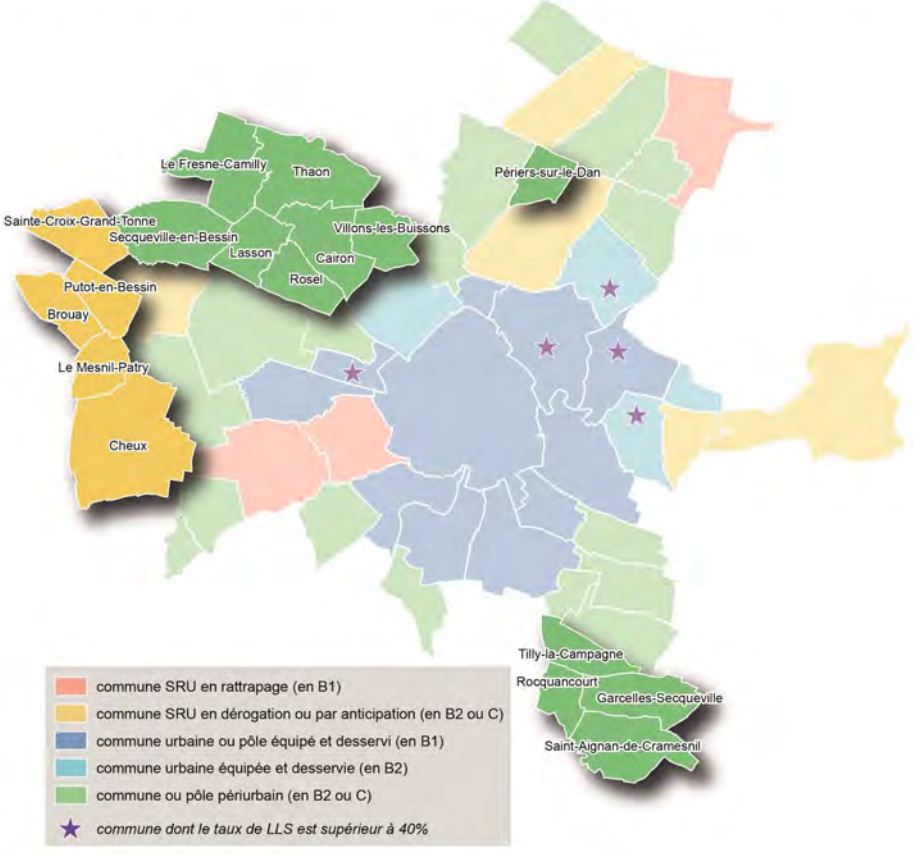 Le Fresne-Camilly
Thaon
Périers-sur-le-Dan
Sainte-Croix-Grand-Tonne
Secqueville-en-Bessin
Villons-les-Buissons
Lasson
Cairon
Rosel
Putot-en-Bessin
Brouay
Le Mesnil-Patry
Cheux
Tilly-la-Campagne
Rocquancourt
Garcelles-Secqueville
Saint-Aignan-de-Cramesnil
commune SRU en rattrapage (en B1)
commune SRU en dérogation ou par anticipation (en B2 ou C)
commune urbaine ou pôle équipé et desservi (en B1)
commune urbaine équipée et desservie (en B2)
commune ou pôle périurbain (en B2 ou C)
commune dont le taux de LLS est supérieur à 40%